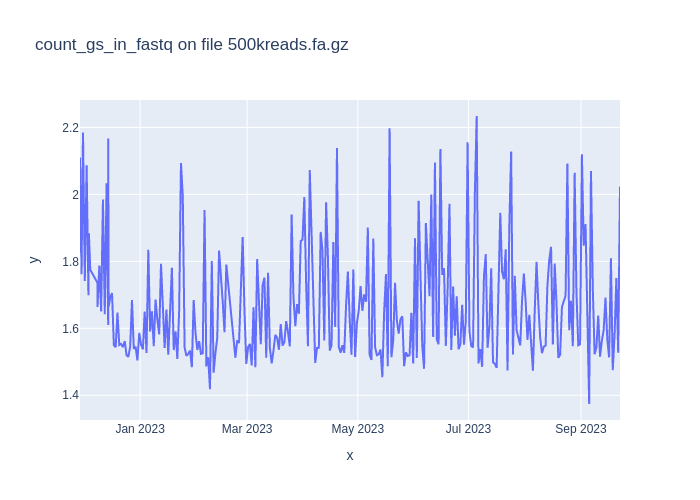 count_gs_in_fastq on file 500kreads.fa.gz
2.2
2
1.8
1.6
1.4
y
Jan 2023 Mar 2023 May 2023 Jul 2023 Sep 2023
x